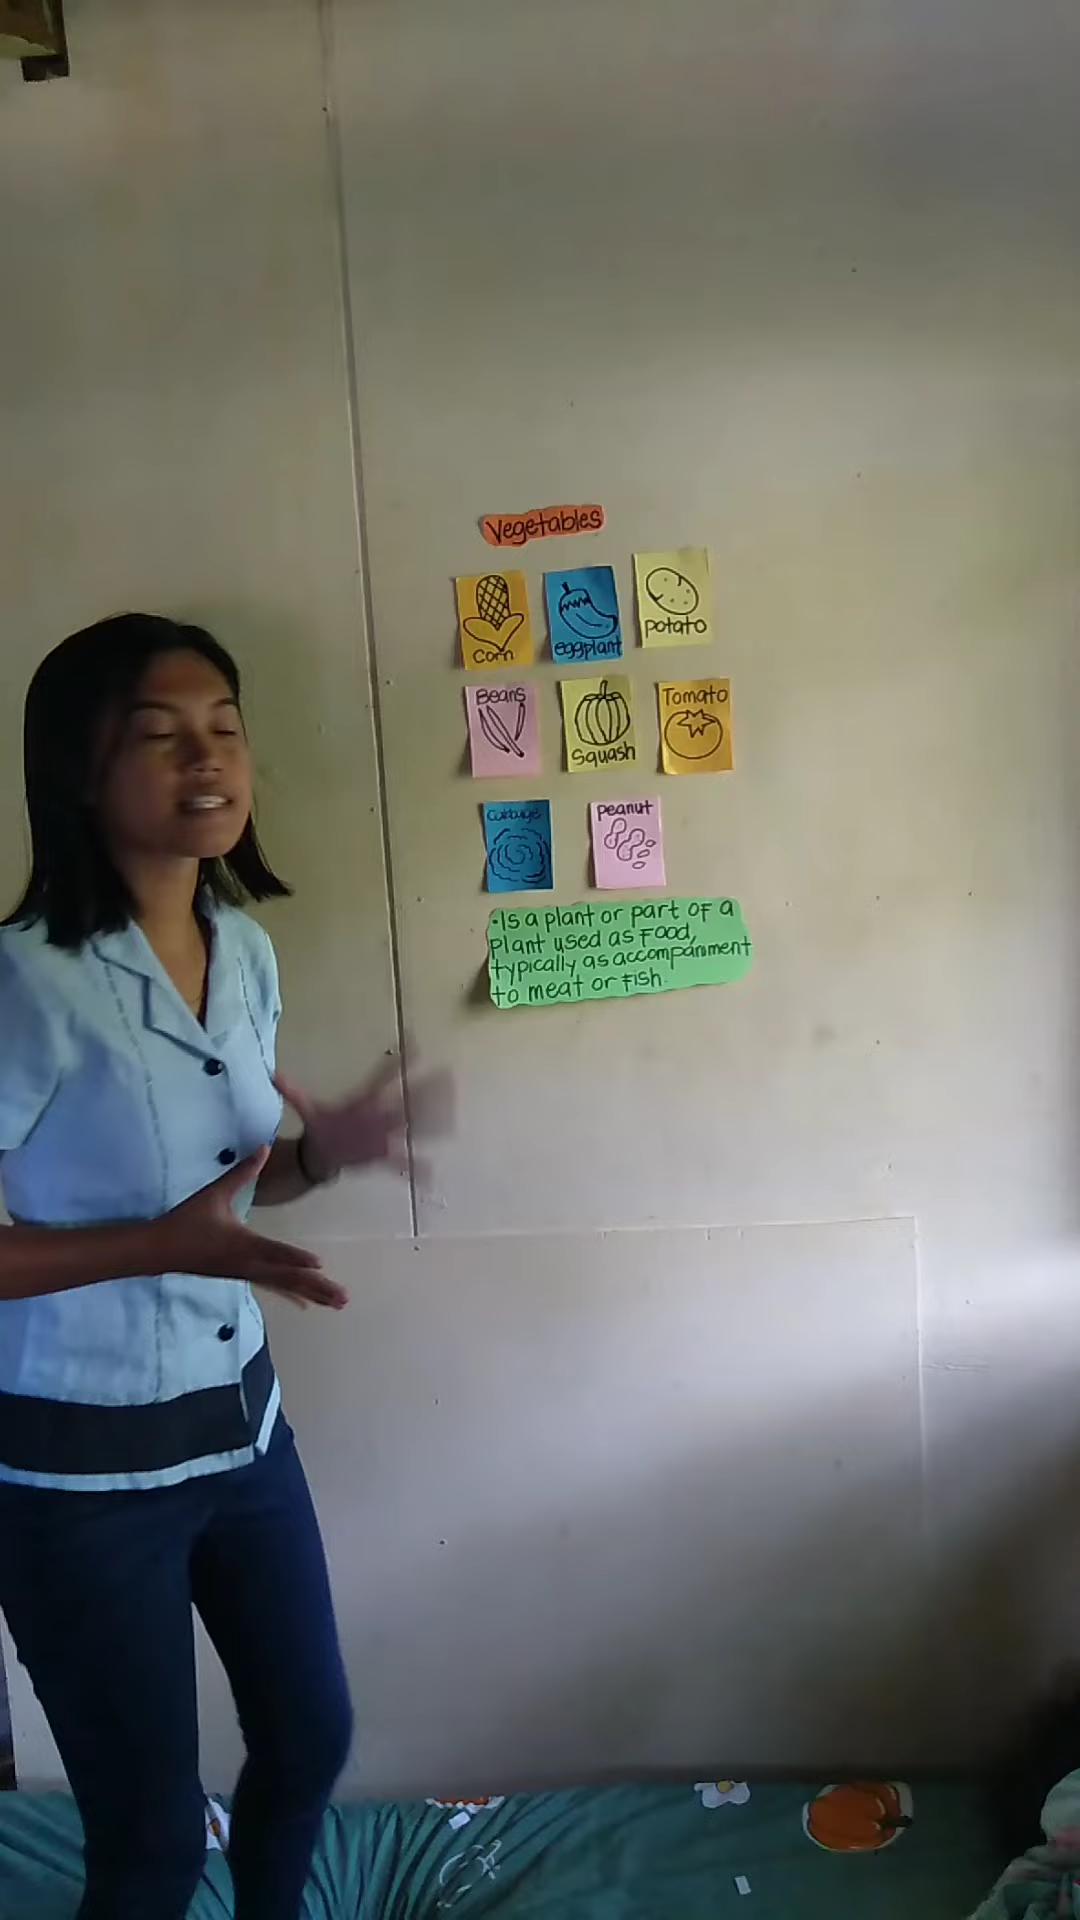 Vegetables
Corn
eggplant
potato
Beans
Squash
Tomato
Cabbage
peanut
•Is a plant or part of a
plant used as food,
typically as accompaniment
to meat or fish.